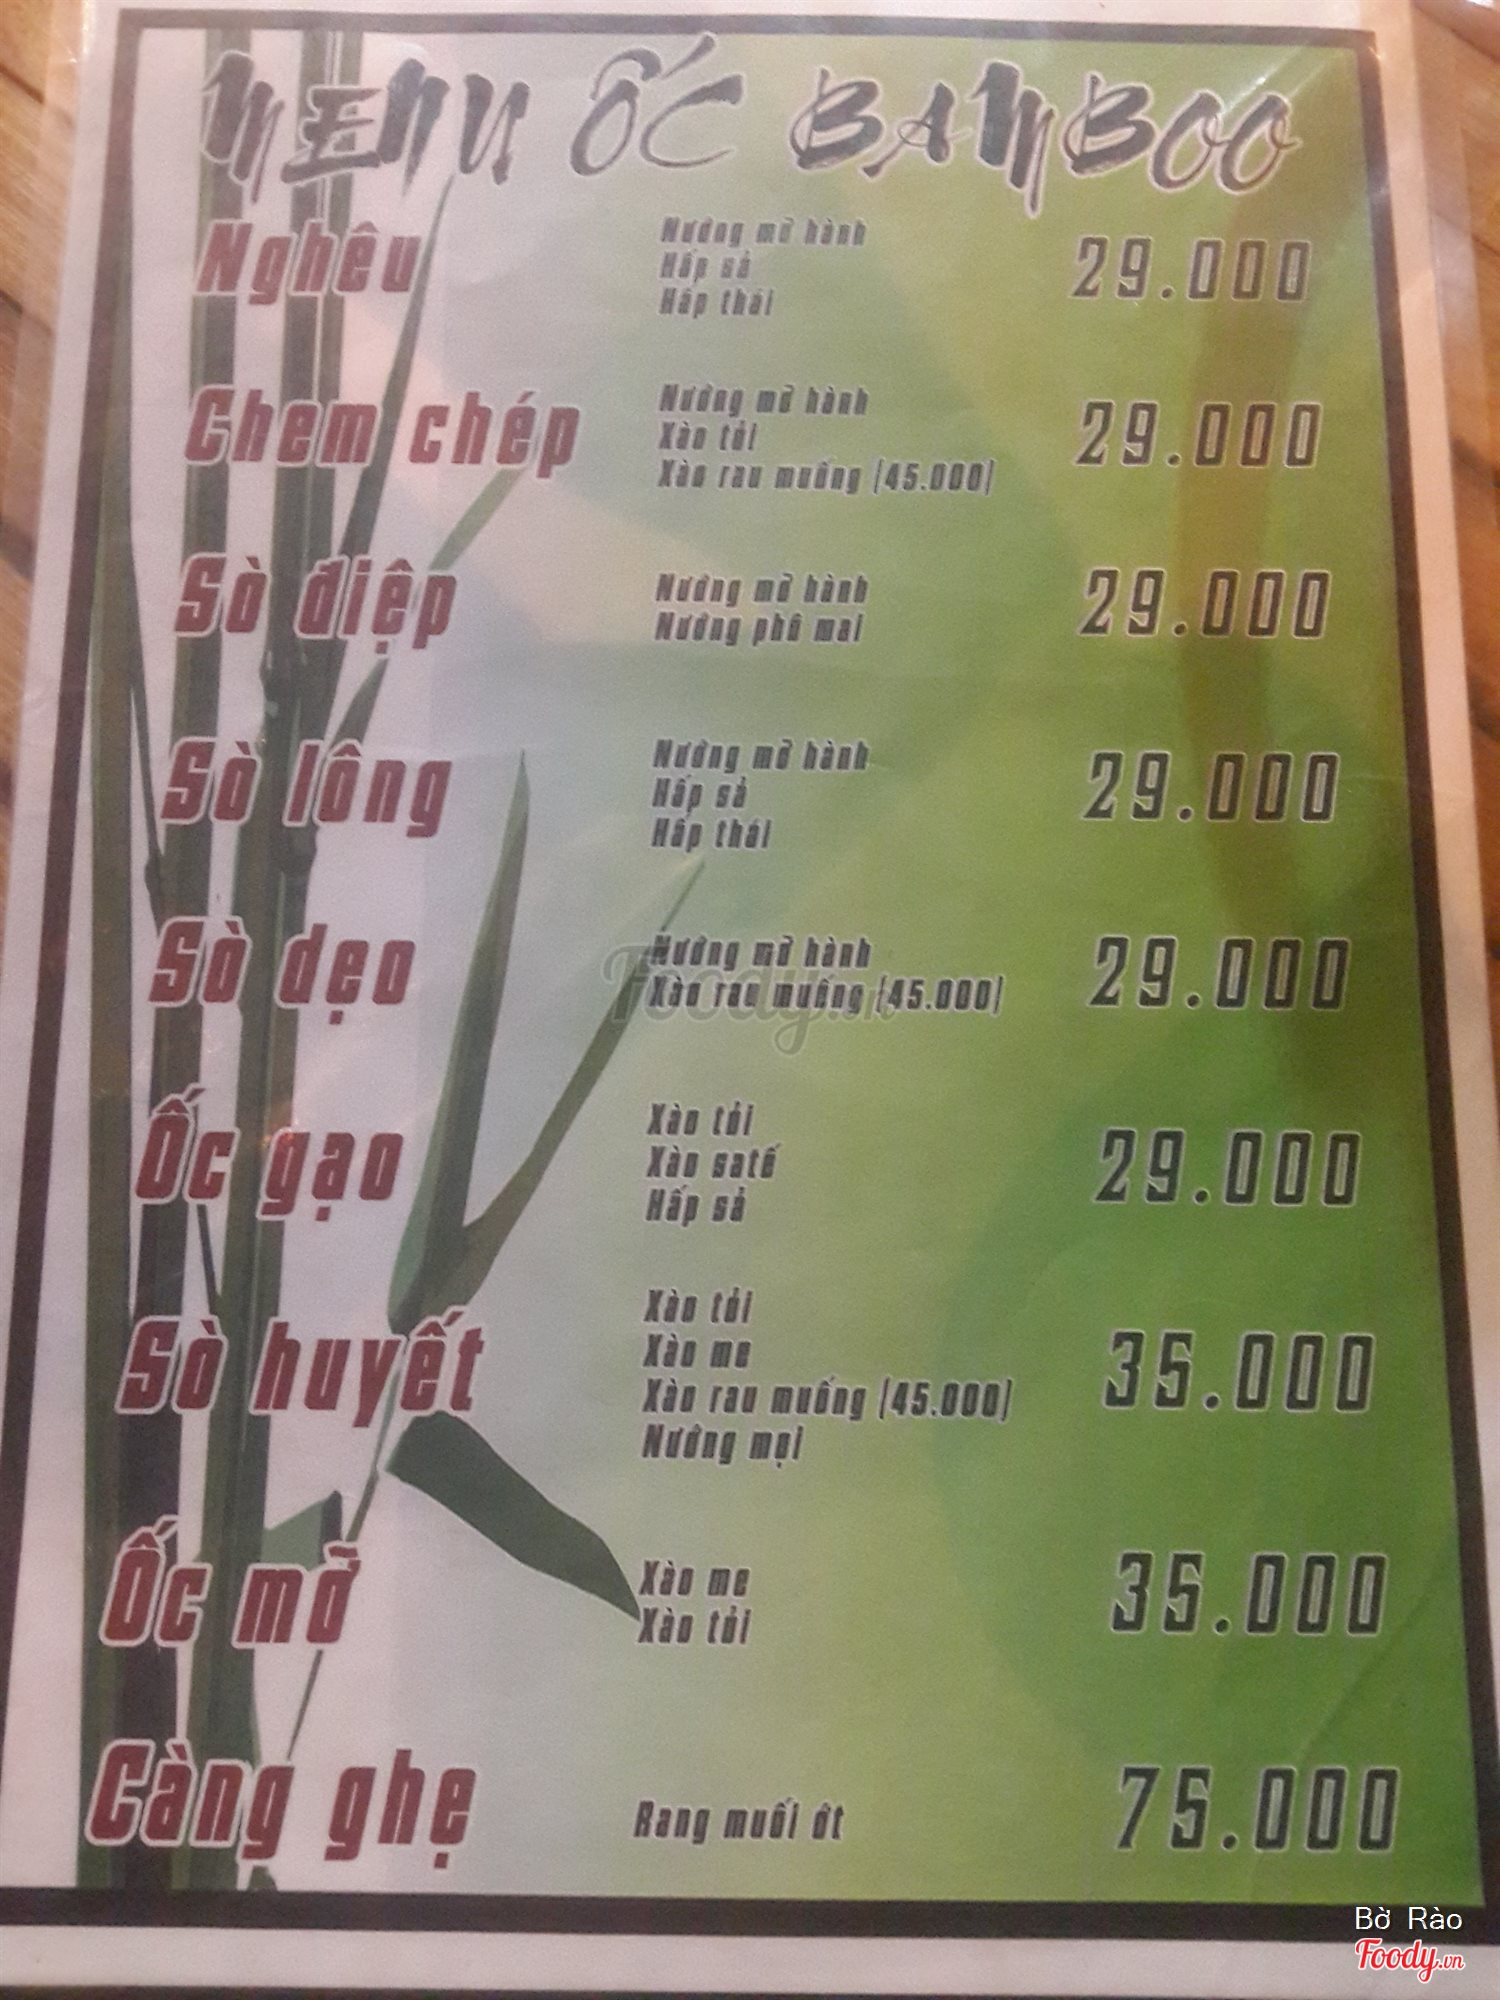 MENU ỐC BAMBOO
Nghêu
Nướng mỡ hành
Hấp sả
Hấp thái
29.000
Chem chép
Nướng mỡ hành
Xào tỏi
Xào rau muống (45.000)
29.000
Sò điệp
Nướng mỡ hành
Nướng phô mai
29.000
Sò lông
Nướng mỡ hành
Hấp sả
Hấp thái
29.000
Sò dẹo
Nướng mỡ hành
Xào rau muống (45.000)
29.000
Foody.vn
Ốc gạo
Xào tỏi
Xào satế
Hấp sả
29.000
Sò huyết
Xào tỏi
Xào me
Xào rau muống (45.000)
Nướng mọi
35.000
Ốc mỡ
Xào me
Xào tỏi
35.000
Càng ghẹ
Rang muối ớt
75.000
Bờ Rào
Foody.vn